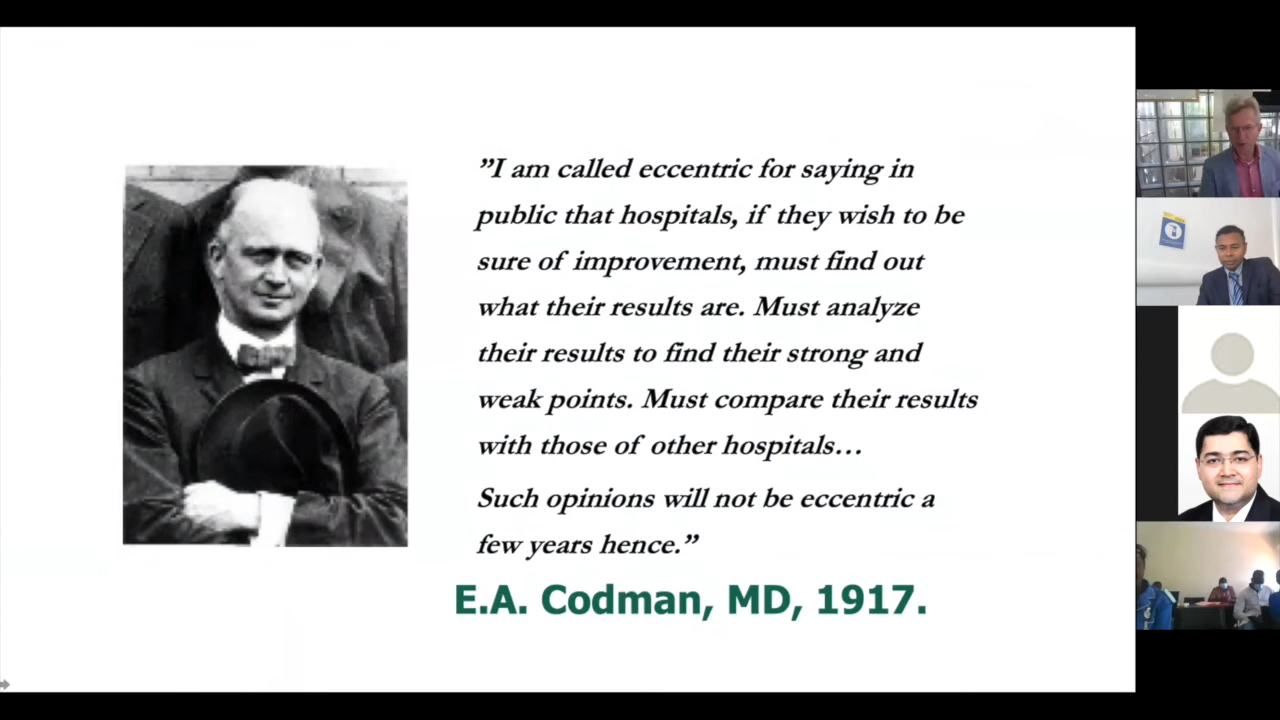 ”I am called eccentric for saying in
public that hospitals, if they wish to be
sure of improvement, must find out
what their results are. Must analyze
their results to find their strong and
weak points. Must compare their results
with those of other hospitals…
Such opinions will not be eccentric a
few years hence.”
E.A. Codman, MD, 1917.